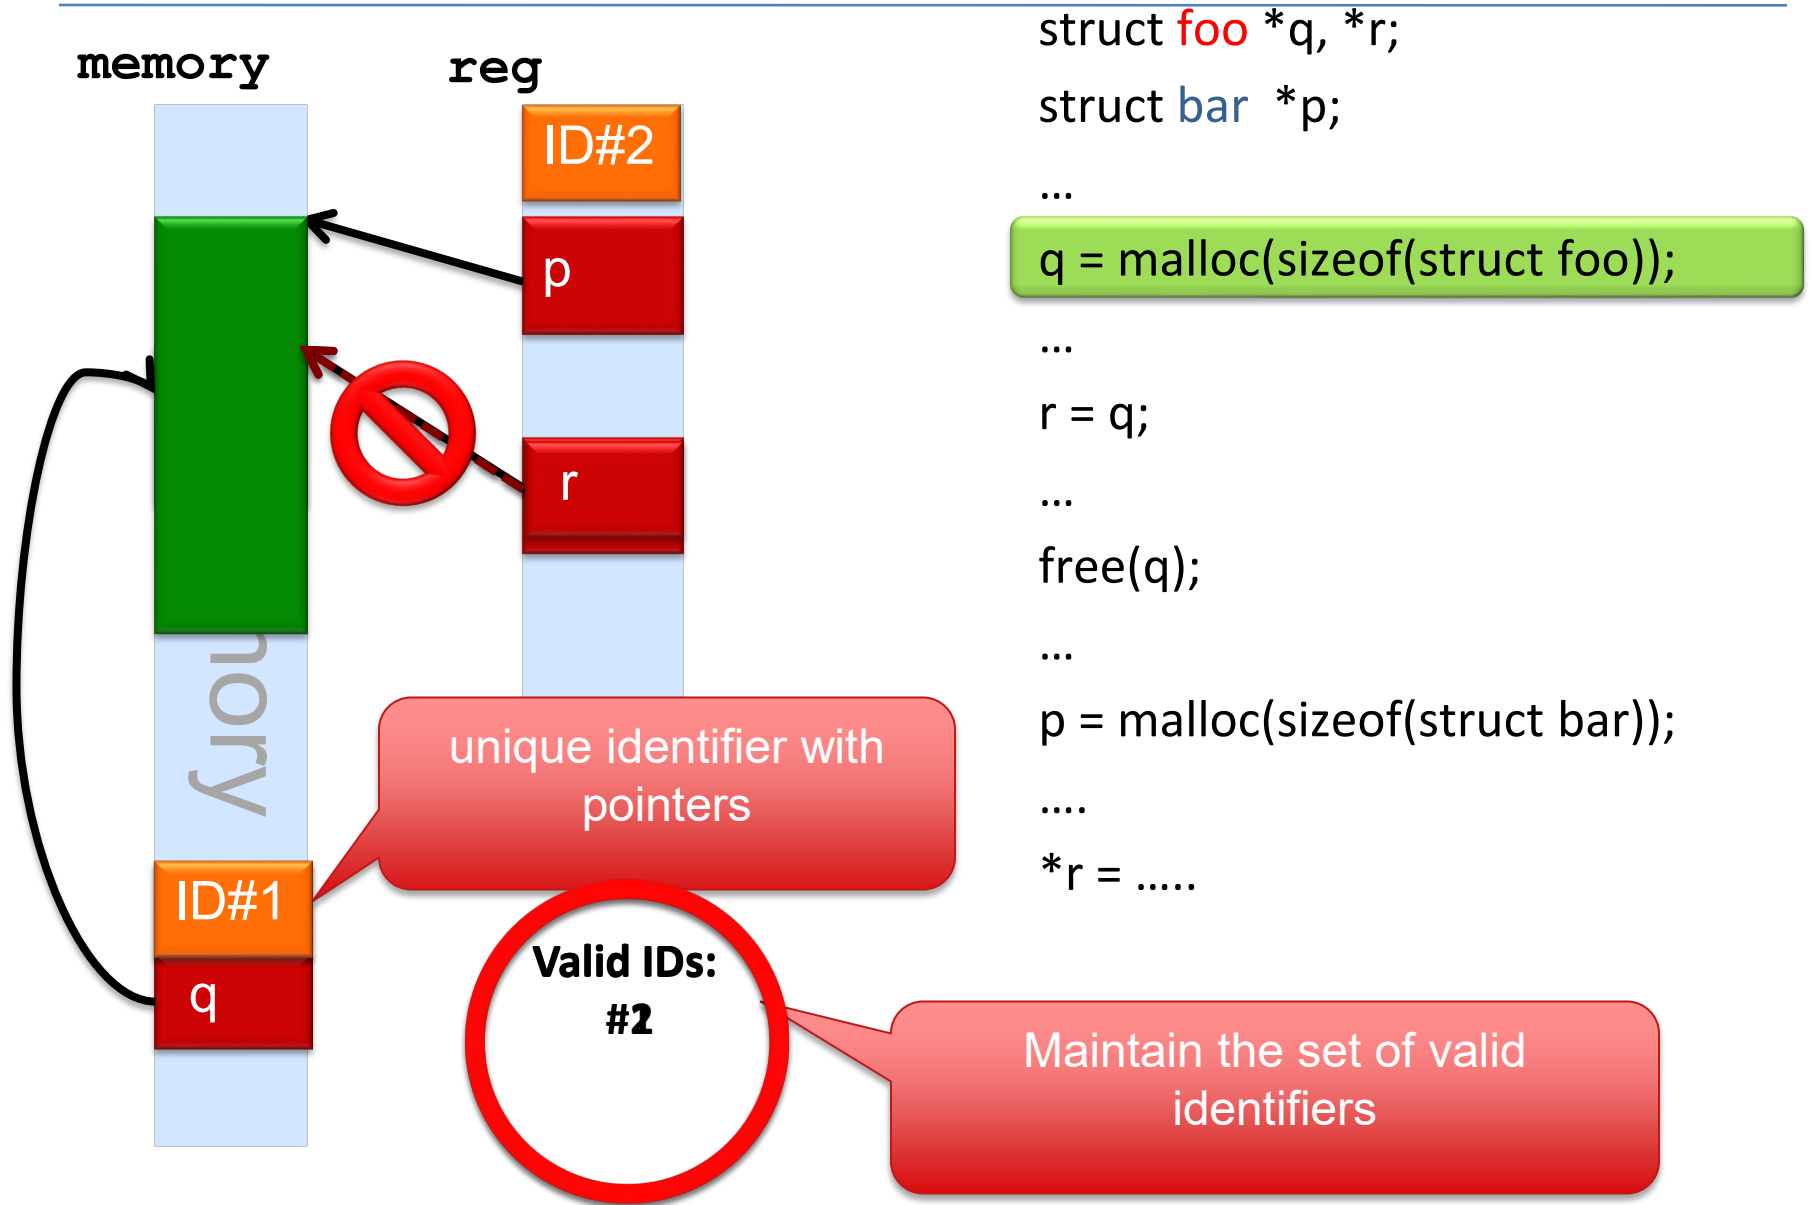 memory
reg
ID#2
p
r
ory
ID#1
q
unique identifier with
pointers
Valid IDs:
Maintain the set of valid
identifiers
struct foo *q, *r;
struct bar *p;
…
q = malloc(sizeof(struct foo));
…
r = q;
…
free(q);
…
p = malloc(sizeof(struct bar));
….
*r = …..